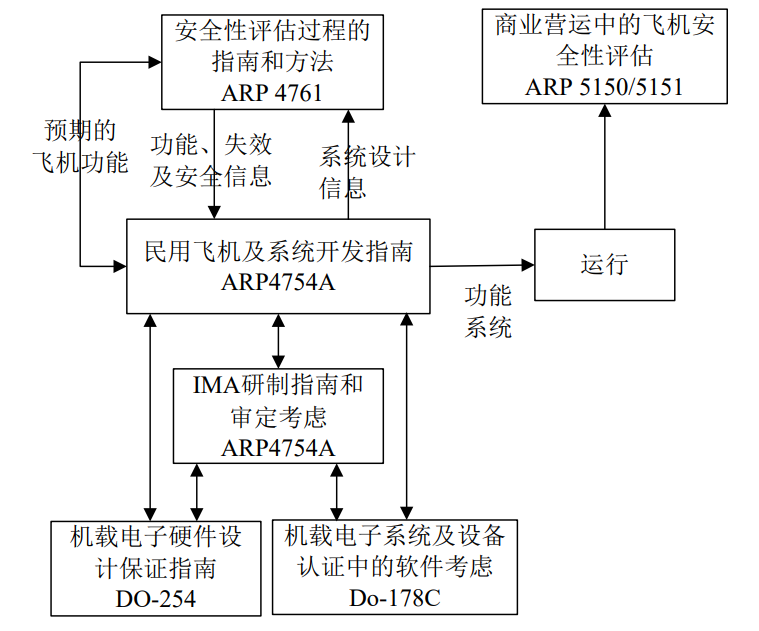 安全性评估过程的
指南和方法
ARP 4761
商业营运中的飞机安
全性评估
ARP 5150/5151
预期的
飞机功能
功能、失效
及安全信息
系统设计
信息
民用飞机及系统开发指南
ARP4754A
运行
功能
系统
IMA研制指南和
审定考虑
ARP4754A
机载电子硬件设
计保证指南
DO-254
机载电子系统及设备
认证中的软件考虑
Do-178C